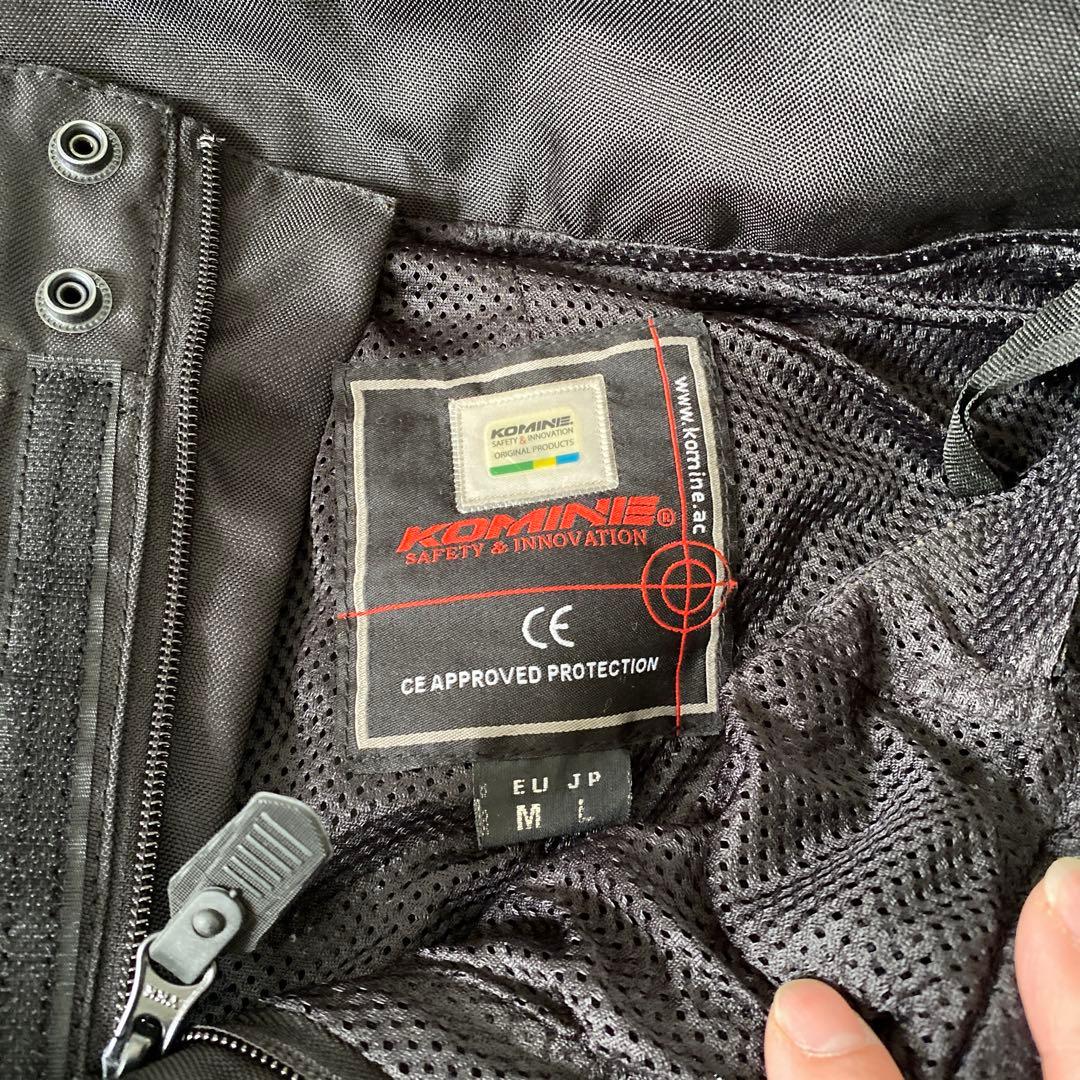 KOMINE.
SAFETY & INNOVATION
ORIGINAL PRODUCTS
www.komine.ac
KOMINE®
SAFETY & INNOVATION
CE
CE APPROVED PROTECTION
EU JP
M L